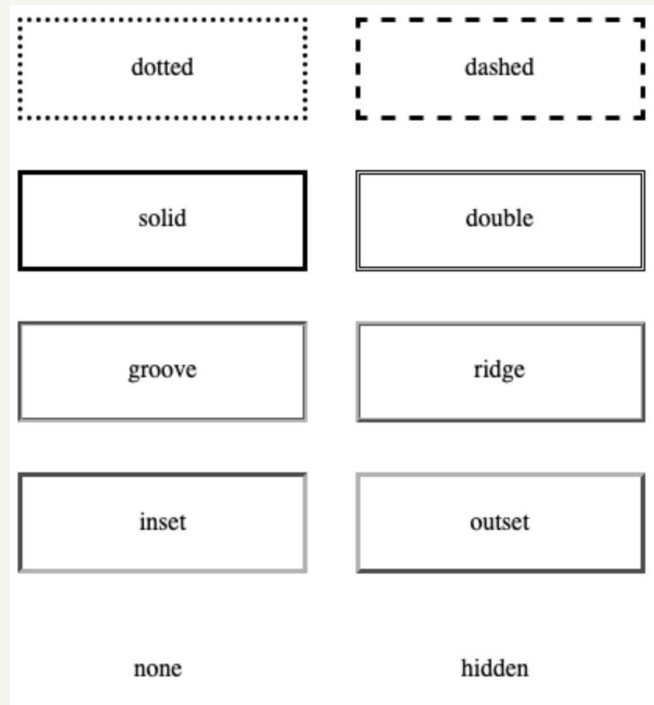 dotted
dashed
solid
double
groove
ridge
inset
outset
none
hidden